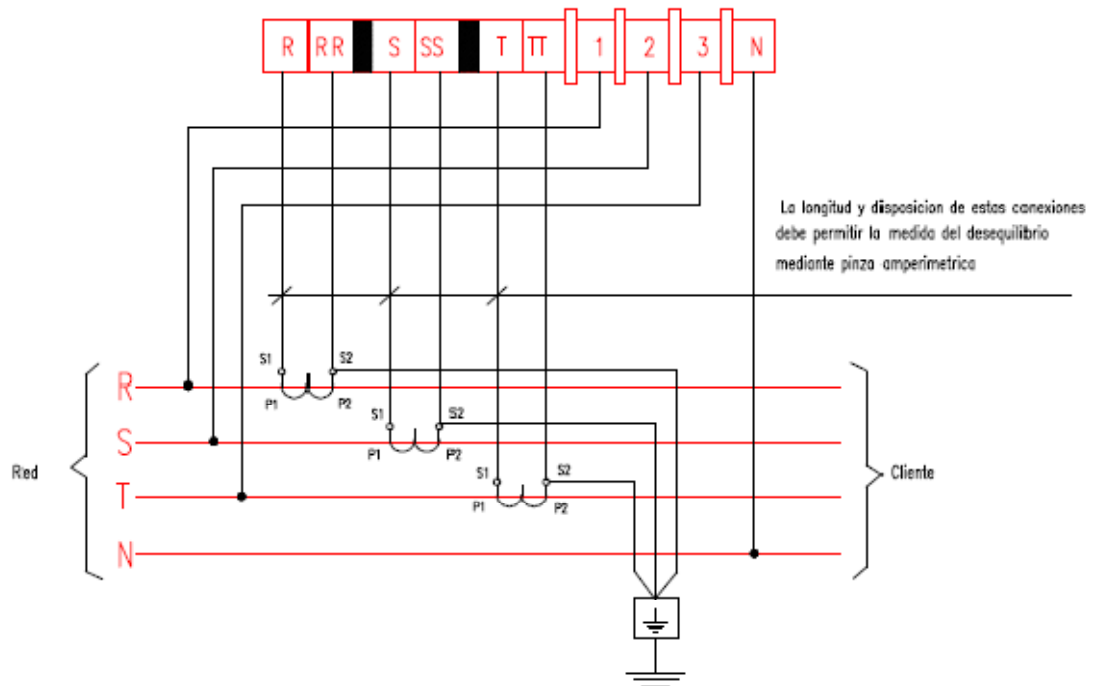 R RR S SS T TT 1 2 3 N
La longitud y disposicion de estas conexiones
debe permitir la medida del desequilibrio
mediante pinza amperimetrica
S1 S2
R
P1 P2
S1 S2
S
P1 P2
Red
Cliente
S1 S2
T
P1 P2
N